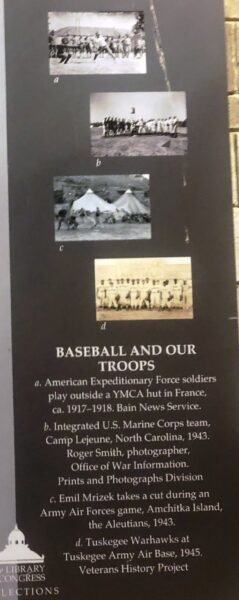 a
b
c
d
BASEBALL AND OUR
TROOPS
a. American Expeditionary Force soldiers
play outside a YMCA hut in France,
ca. 1917–1918. Bain News Service.
b. Integrated U.S. Marine Corps team,
Camp Lejeune, North Carolina, 1943.
Roger Smith, photographer,
Office of War Information.
Prints and Photographs Division
c. Emil Mrizek takes a cut during an
Army Air Forces game, Amchitka Island,
the Aleutians, 1943.
d. Tuskegee Warhawks at
Tuskegee Army Air Base, 1945.
Veterans History Project
LIBRARY
CONGRESS
LECTIONS